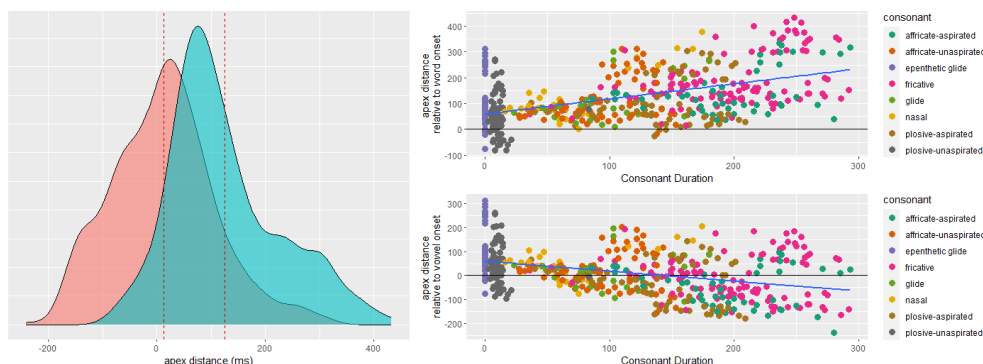 -200
0
200
400
apex distance (ms)
apex distance
relative to word onset
400
300
200
100
0
-100
0
100
200
300
Consonant Duration
consonant
affricate-aspirated
affricate-unaspirated
epenthetic glide
fricative
glide
nasal
plosive-aspirated
plosive-unaspirated
apex distance
relative to vowel onset
300
200
100
0
-100
-200
0
100
200
300
Consonant Duration
consonant
affricate-aspirated
affricate-unaspirated
epenthetic glide
fricative
glide
nasal
plosive-aspirated
plosive-unaspirated